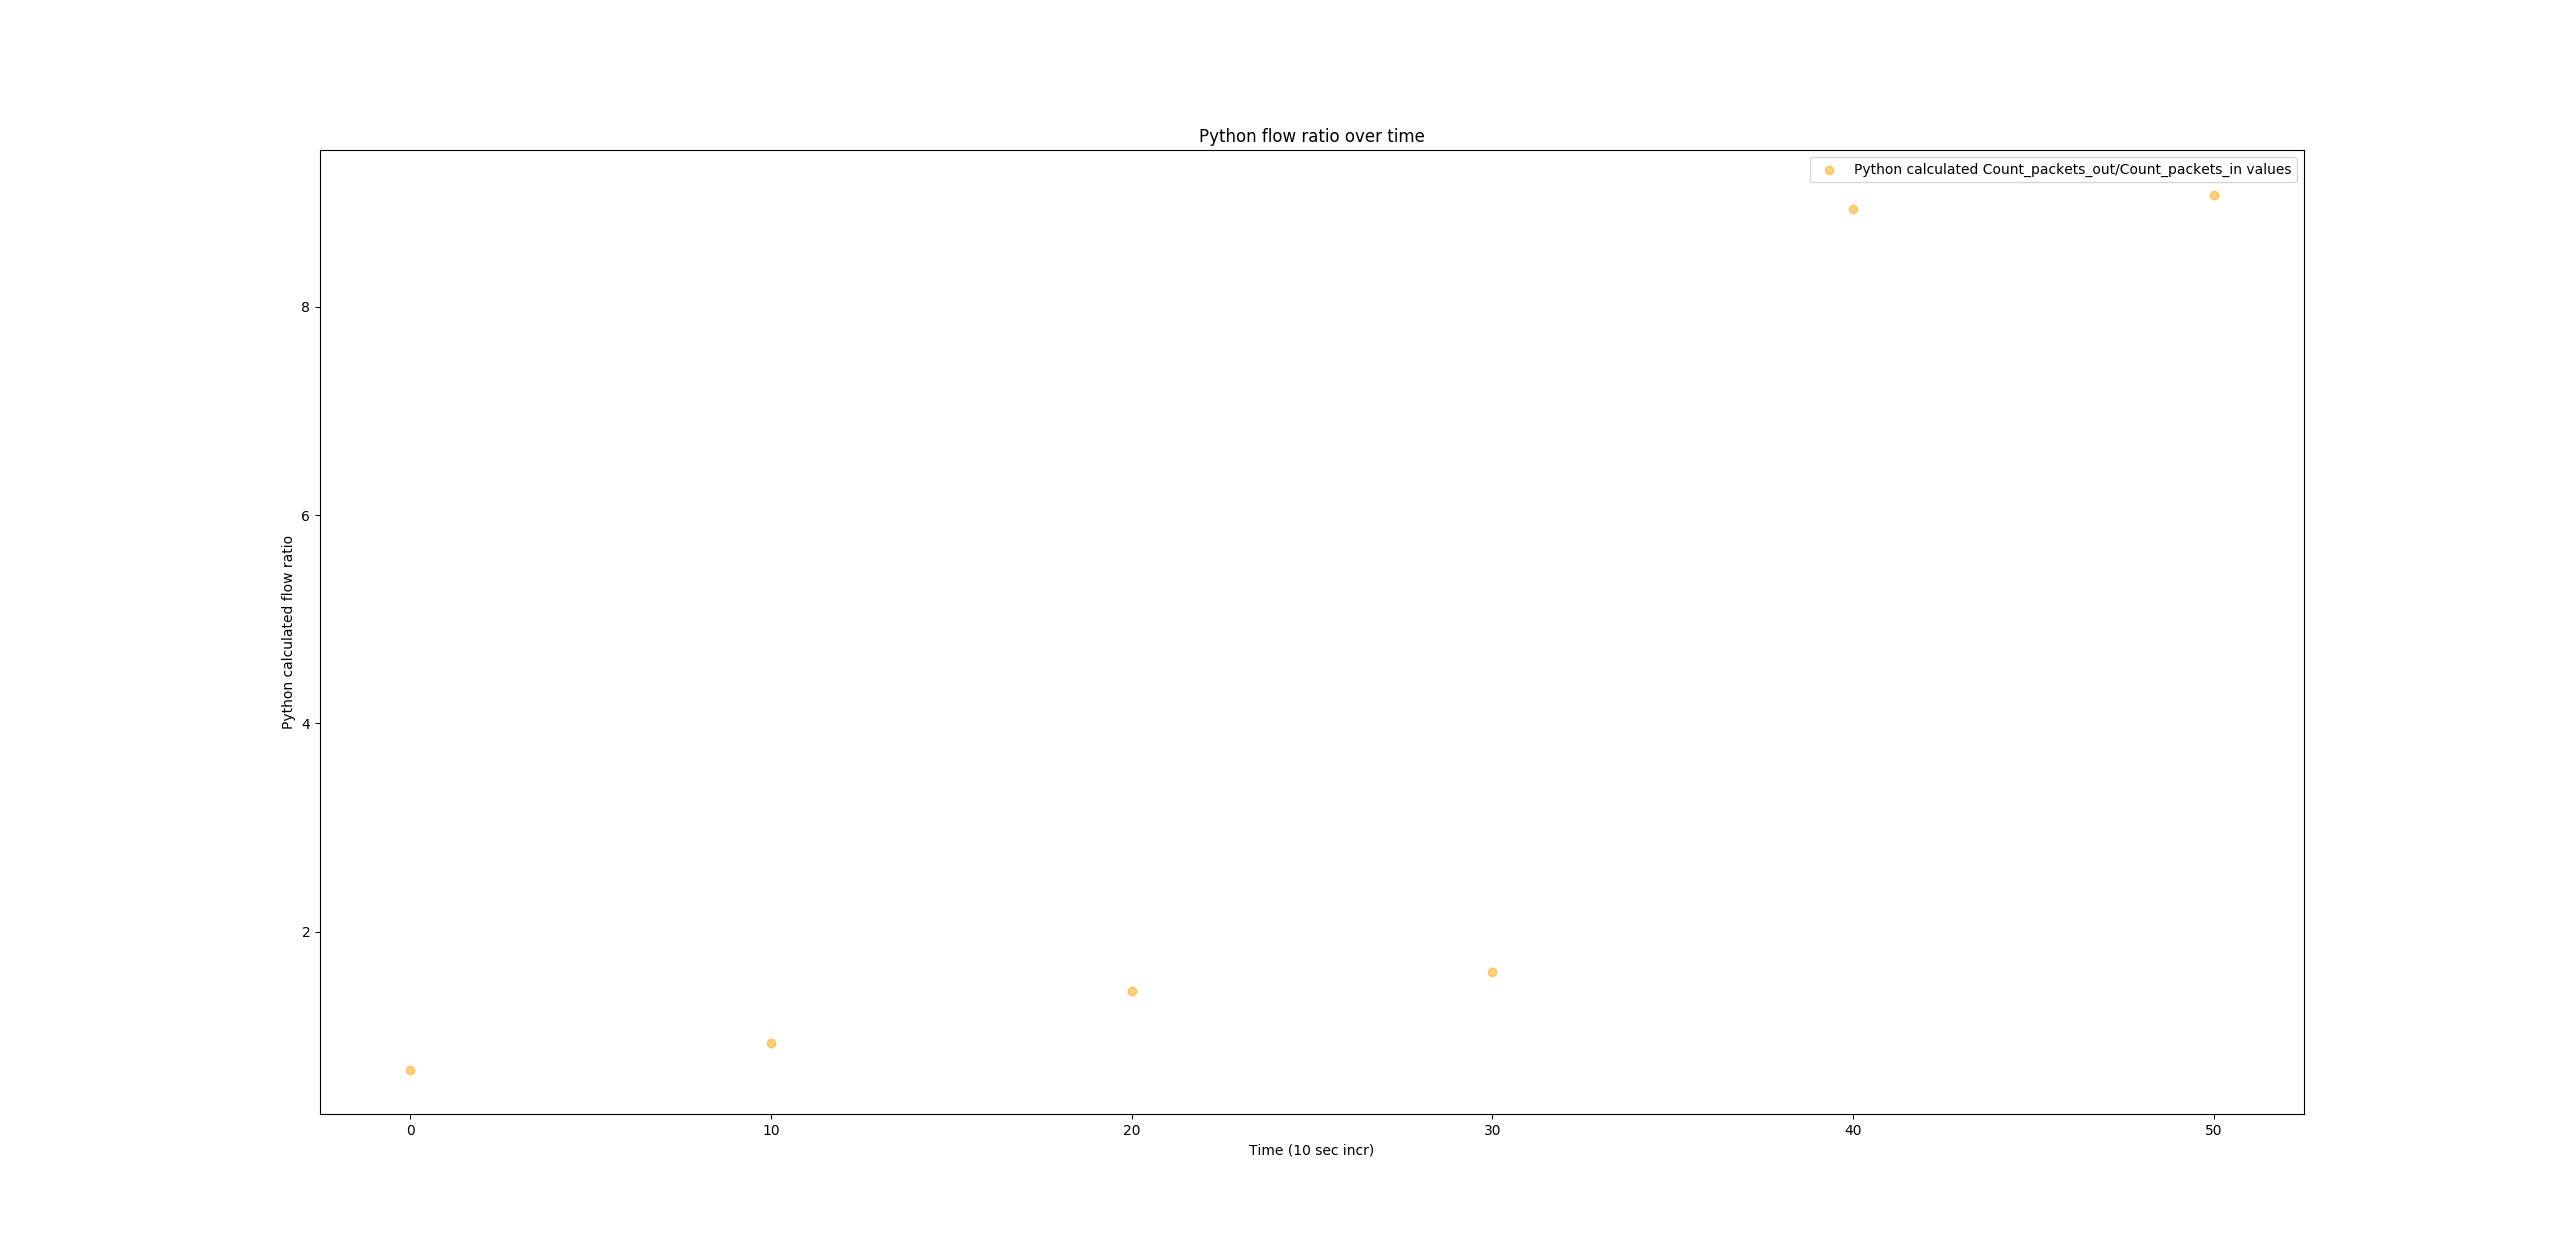 Python flow ratio over time
Python calculated Count_packets_out/Count_packets_in values
Python calculated flow ratio
8
6
4
2
0 10 20 30 40 50
Time (10 sec incr)